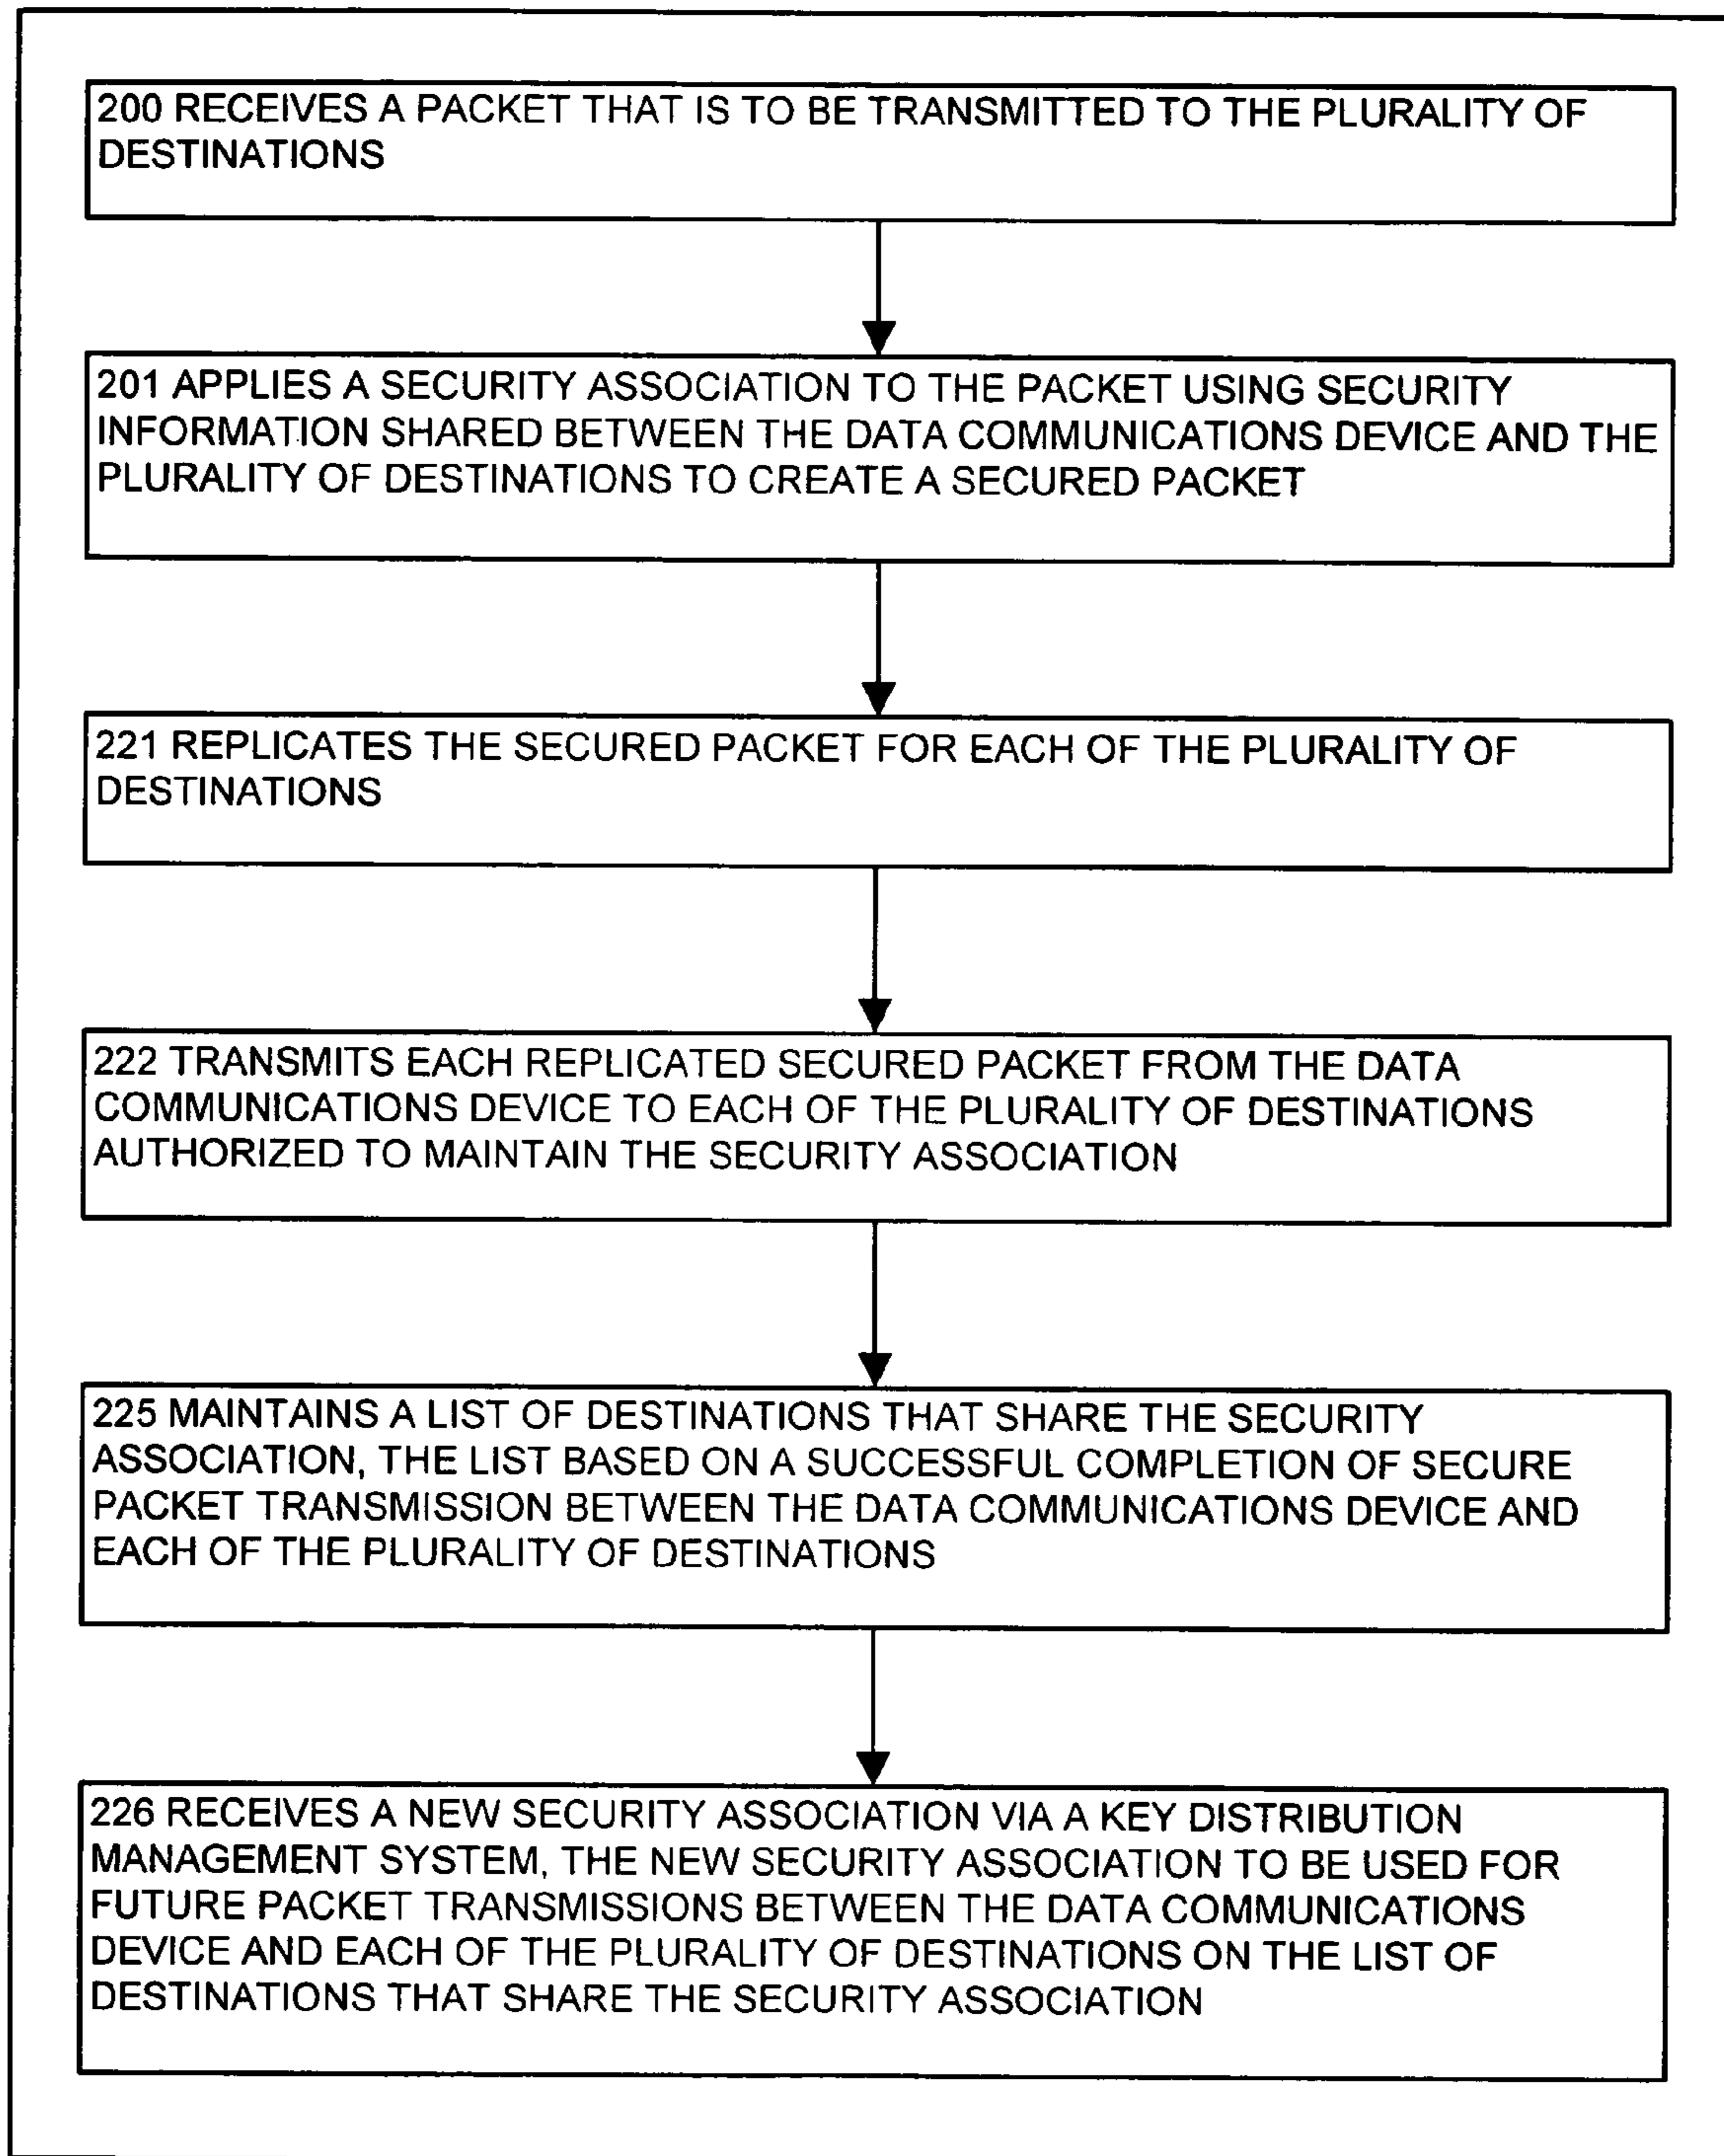 200 RECEIVES A PACKET THAT IS TO BE TRANSMITTED TO THE PLURALITY OF
DESTINATIONS
201 APPLIES A SECURITY ASSOCIATION TO THE PACKET USING SECURITY
INFORMATION SHARED BETWEEN THE DATA COMMUNICATIONS DEVICE AND THE
PLURALITY OF DESTINATIONS TO CREATE A SECURED PACKET
221 REPLICATES THE SECURED PACKET FOR EACH OF THE PLURALITY OF
DESTINATIONS
222 TRANSMITS EACH REPLICATED SECURED PACKET FROM THE DATA
COMMUNICATIONS DEVICE TO EACH OF THE PLURALITY OF DESTINATIONS
AUTHORIZED TO MAINTAIN THE SECURITY ASSOCIATION
225 MAINTAINS A LIST OF DESTINATIONS THAT SHARE THE SECURITY
ASSOCIATION, THE LIST BASED ON A SUCCESSFUL COMPLETION OF SECURE
PACKET TRANSMISSION BETWEEN THE DATA COMMUNICATIONS DEVICE AND
EACH OF THE PLURALITY OF DESTINATIONS
226 RECEIVES A NEW SECURITY ASSOCIATION VIA A KEY DISTRIBUTION
MANAGEMENT SYSTEM, THE NEW SECURITY ASSOCIATION TO BE USED FOR
FUTURE PACKET TRANSMISSIONS BETWEEN THE DATA COMMUNICATIONS
DEVICE AND EACH OF THE PLURALITY OF DESTINATIONS ON THE LIST OF
DESTINATIONS THAT SHARE THE SECURITY ASSOCIATION